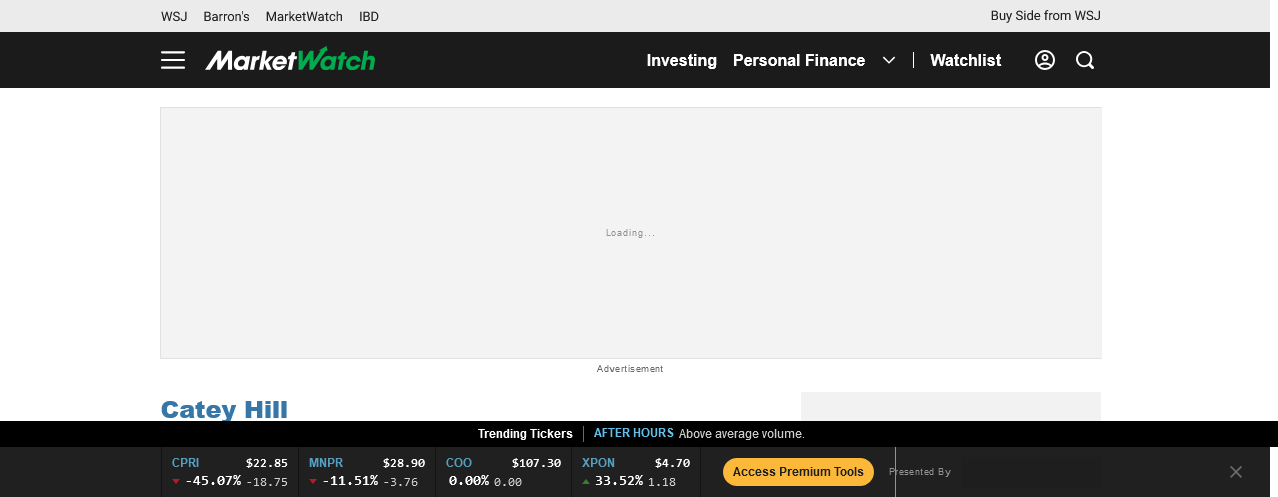 WSJ Barron's MarketWatch IBD Buy Side from WSJ
MarketWatch Investing Personal Finance Watchlist
Loading...
Advertisement
Catey Hill
Trending Tickers AFTER HOURS Above average volume.
CPRI $22.85 MNPR $28.90 COO $107.30 XPON $4.70
-45.07% -18.75 -11.51% -3.76 0.00% 0.00 33.52% 1.18
Access Premium Tools Presented By